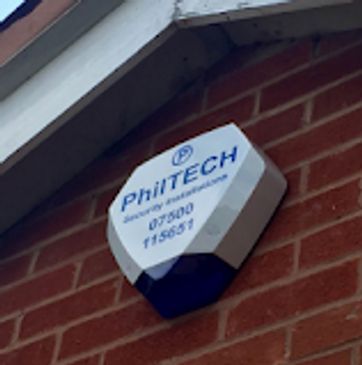 P
PhilTECH
Security Installations
07500
115651